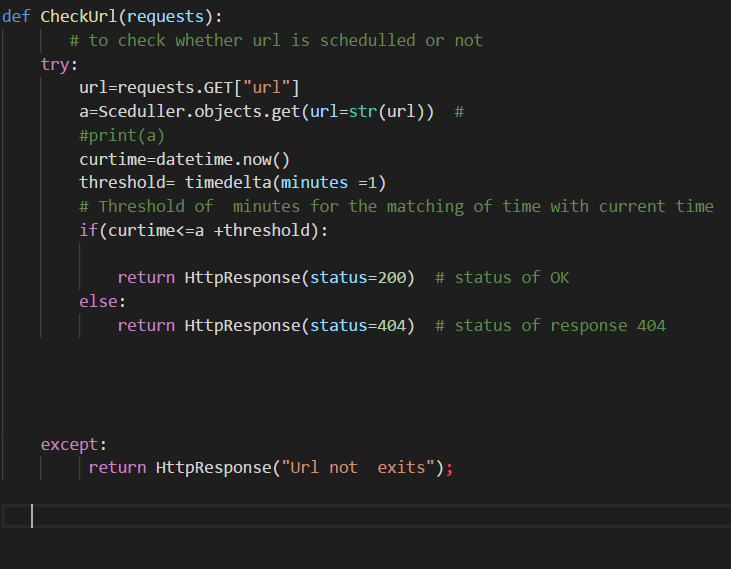 def CheckUrl(requests):
# to check whether url is schedulled or not
try:
url=requests.GET["url"]
a=Sceduller.objects.get(url=str(url))  #
#print(a)
curtime=datetime.now()
threshold= timedelta(minutes =1)
# Threshold of  minutes for the matching of time with current time
if(curtime<=a +threshold):
return HttpResponse(status=200)  # status of OK
else:
return HttpResponse(status=404)  # status of response 404
except:
return HttpResponse("Url not  exits");